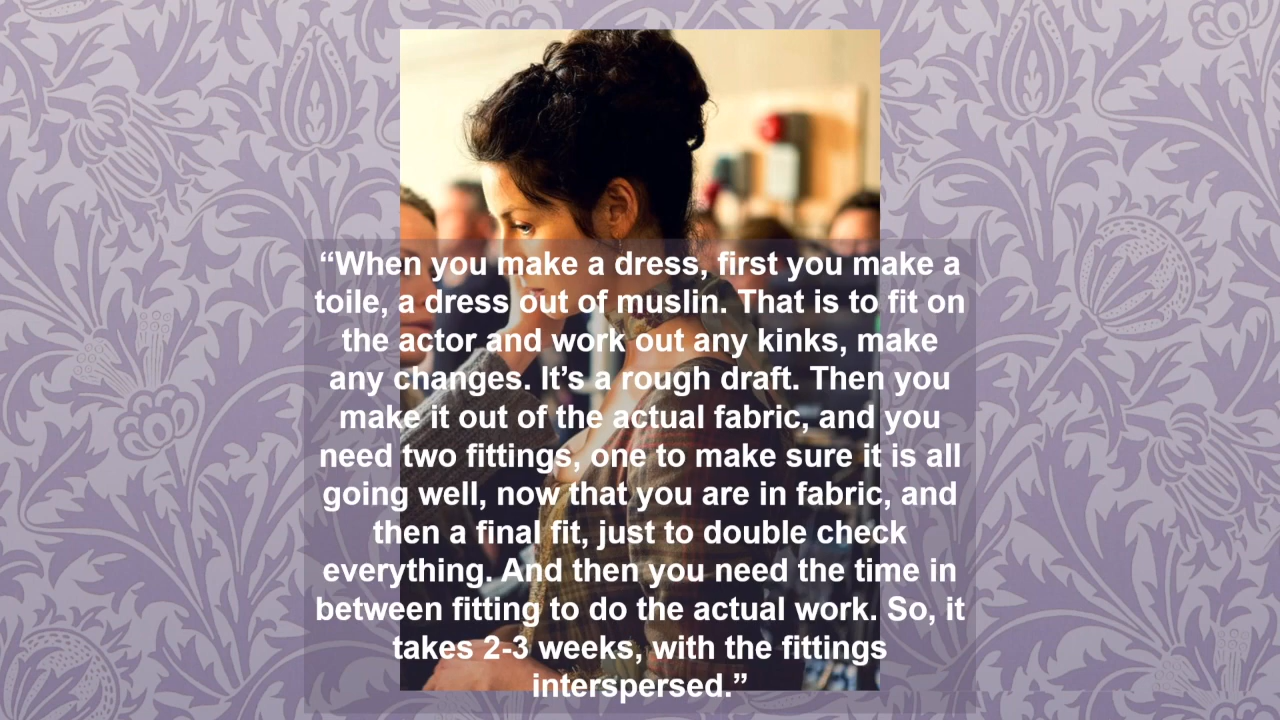 “When you make a dress, first you make a
toile, a dress out of muslin. That is to fit on
the actor and work out any kinks, make
any changes. It’s a rough draft. Then you
make it out of the actual fabric, and you
need two fittings, one to make sure it is all
going well, now that you are in fabric, and
then a final fit, just to double check
everything. And then you need the time in
between fitting to do the actual work. So, it
takes 2-3 weeks, with the fittings
interspersed.”